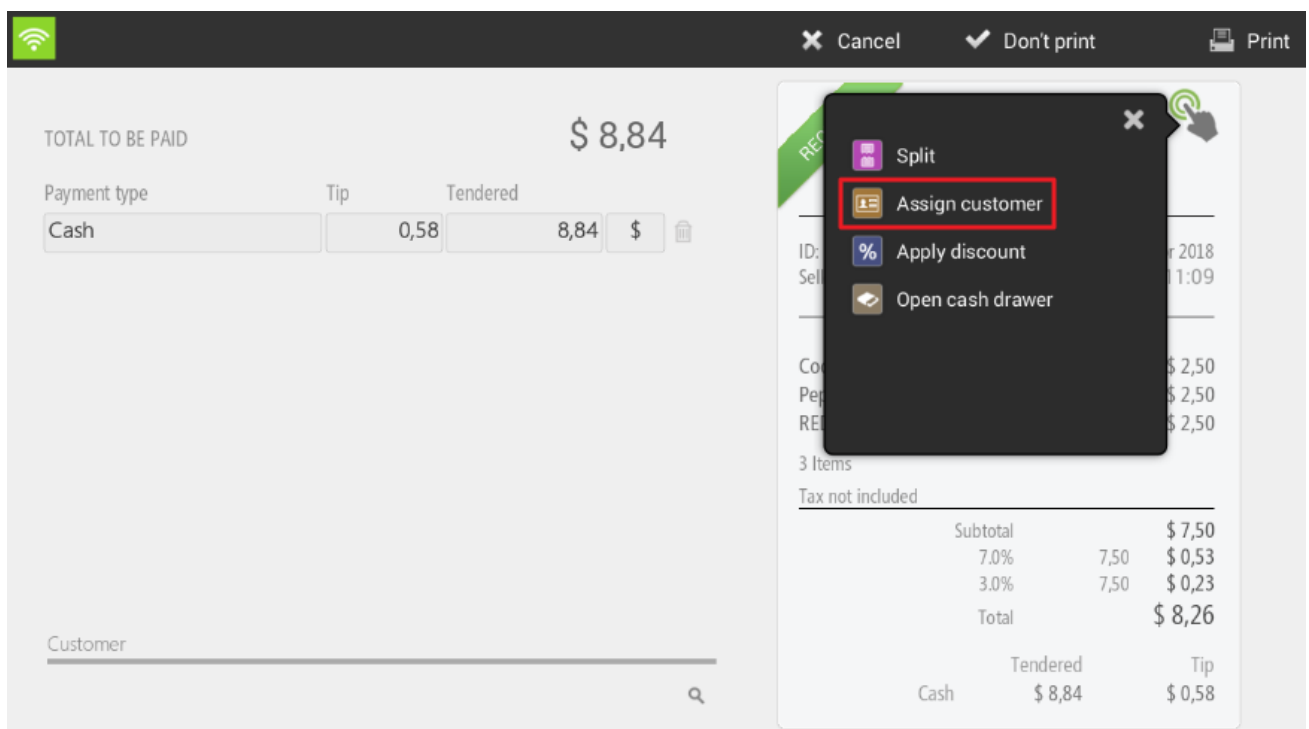 Cancel Don't print Print
TOTAL TO BE PAID $ 8,84
Payment type Tip Tendered
Cash 0,58 8,84 $
Customer
Split
Assign customer
% Apply discount
Open cash drawer
ID: 2018
11:09
$ 2,50
$ 2,50
$ 2,50
3 Items
Tax not included
Subtotal $ 7,50
7.0% 7,50 $ 0,53
3.0% 7,50 $ 0,23
Total $ 8,26
Tendered Tip
Cash $ 8,84 $ 0,58